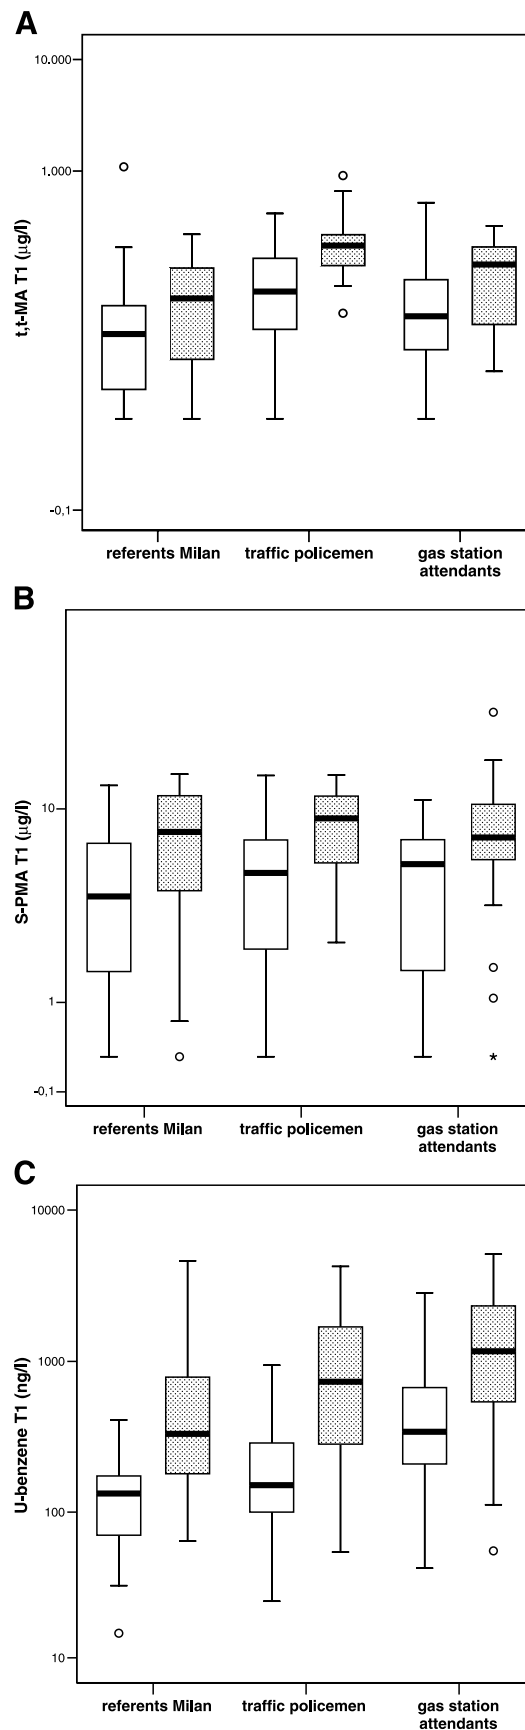 A
10.000
1.000
t,t-MA T1 (µg/l)
-0,1
referents Milan
traffic policemen
gas station
attendants
B
10
S-PMA T1 (µg/l)
1
-0,1
referents Milan
traffic policemen
gas station
attendants
C
10000
1000
U-benzene T1 (ng/l)
100
10
referents Milan
traffic policemen
gas station
attendants